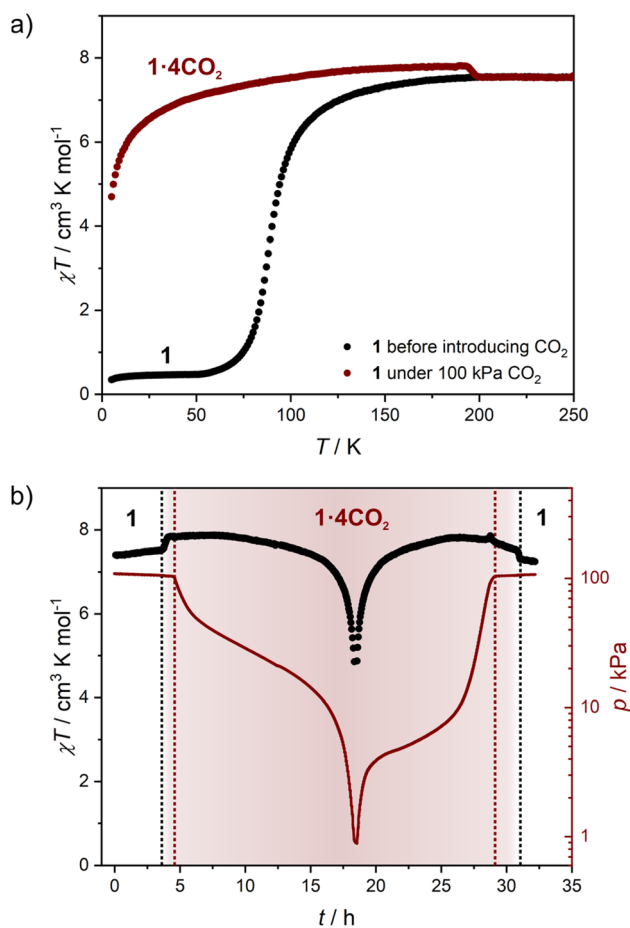 a)
8
6
4
2
0
χT / cm³ K mol⁻¹
1·4CO₂
1
1 before introducing CO₂
1 under 100 kPa CO₂
0 50 100 150 200 250
T / K
b)
10
8
6
4
2
0
χT / cm³ K mol⁻¹
1 1·4CO₂ 1
100
10
1
p / kPa
0 5 10 15 20 25 30 35
t / h